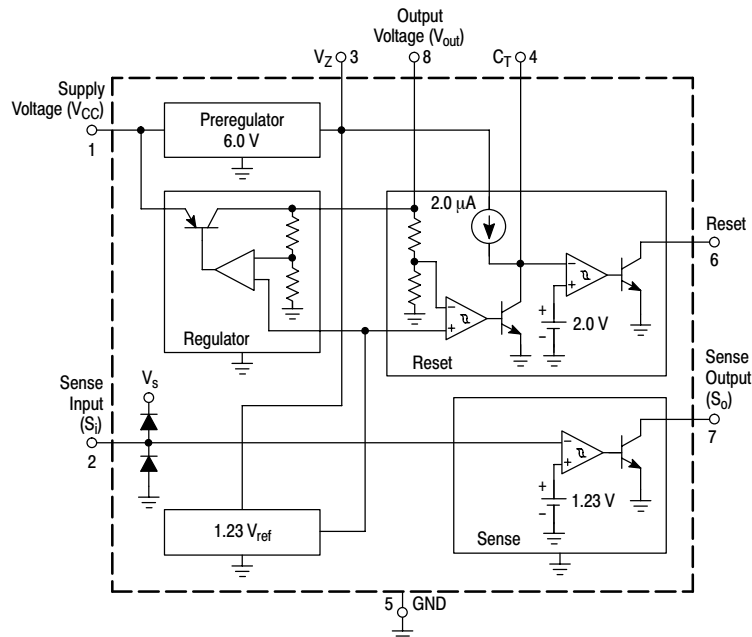 Output
Voltage (Vout)
VZ 3
8
CT 4
Supply
Voltage (VCC)
1
Preregulator
6.0 V
2.0 μA
Reset
6
+
-
2.0 V
-
+
-
+
Regulator
Reset
Sense
Input
(Si)
2
Vs
Sense
Output
(So)
7
-
+
+
-
1.23 V
1.23 Vref
Sense
5 GND